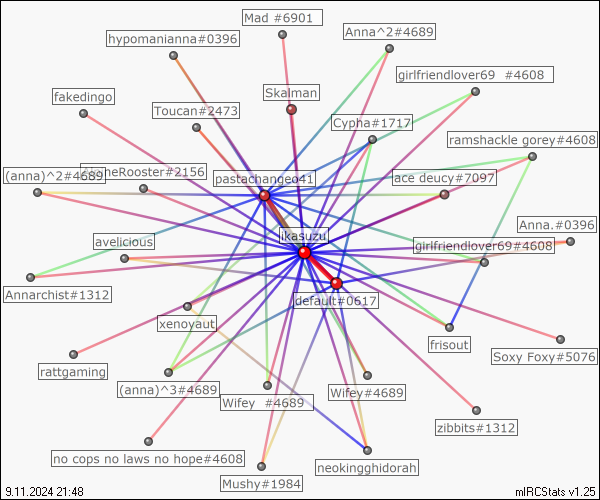 Mad #6901
Anna^2#4689
hypomanianna#0396
girlfriendlover69 #4608
fakedingo
Skalman
Toucan#2473
Cypha#1717
ramshackle gorey#4608
(anna)^2#4689
Rooster#2156
pastachange041
ace deucy#7097
Anna.#0396
ikasuzu
avelicious
girlfriendlover69#4608
Annarchist#1312
default#0617
xenoyaut
frisout
Soxy Foxy#5076
rattgaming
(anna)^3#4689
Wifey #4689
Wifey#4689
zibbits#1312
no cops no laws no hope#4608
neokingghidorah
Mushy#1984
9.11.2024 21:48
mIRCStats v1.25